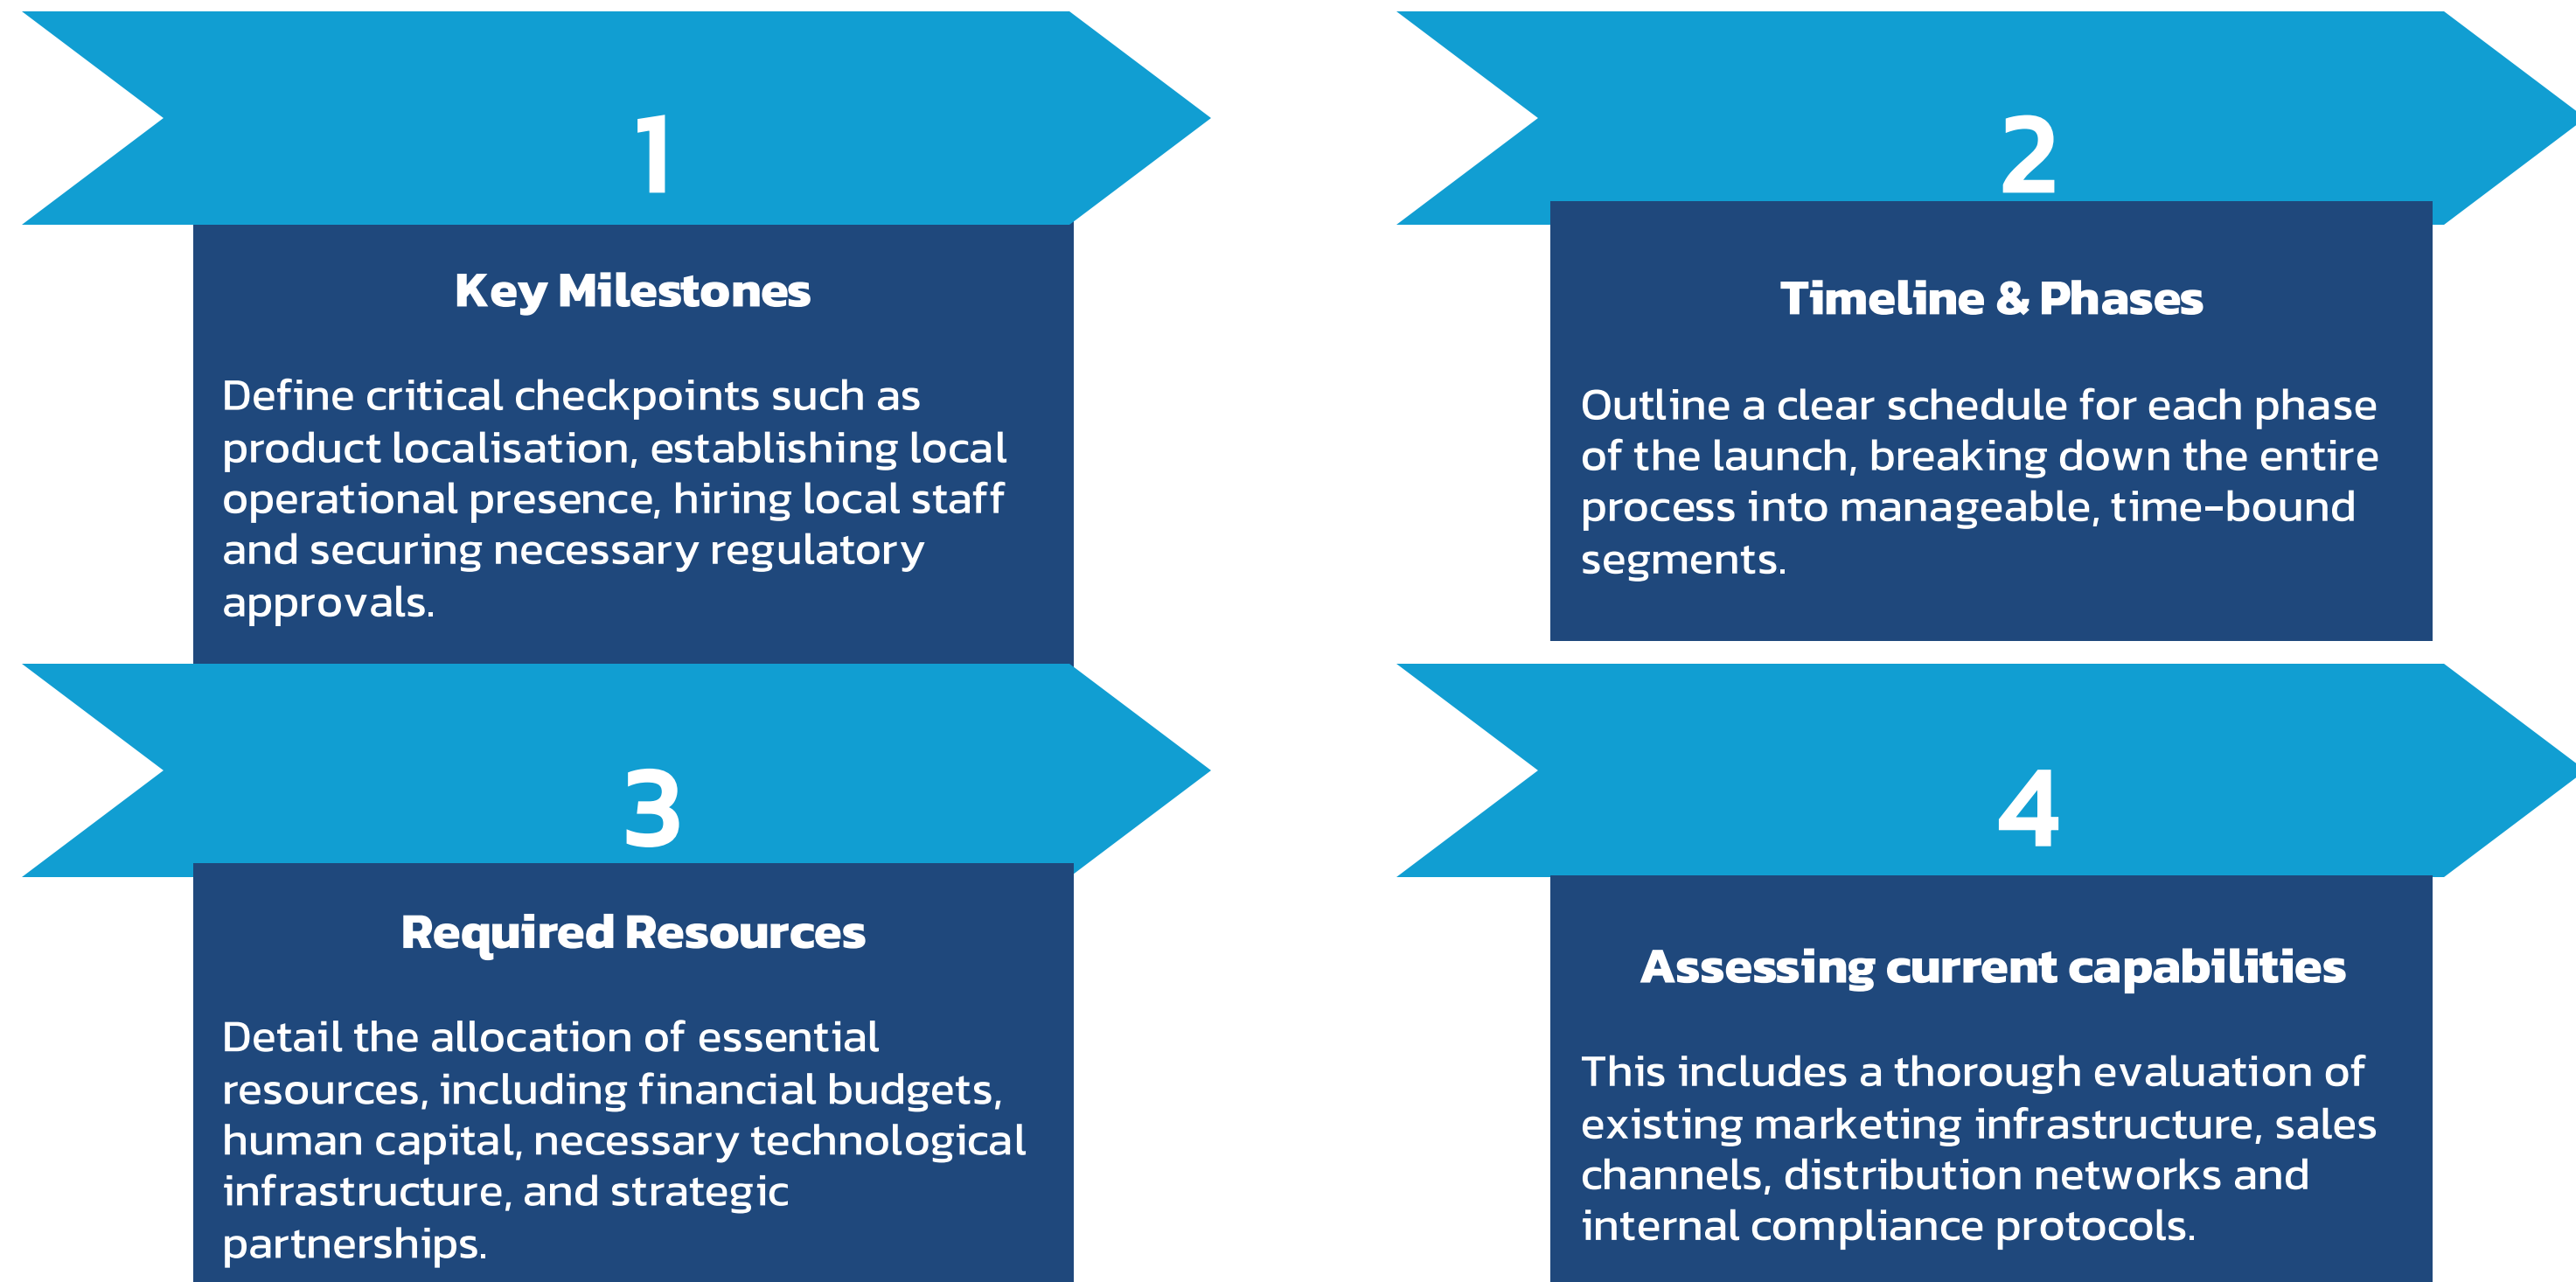 1
Key Milestones
Define critical checkpoints such as
product localisation, establishing local
operational presence, hiring local staff
and securing necessary regulatory
approvals.
2
Timeline & Phases
Outline a clear schedule for each phase
of the launch, breaking down the entire
process into manageable, time-bound
segments.
3
Required Resources
Detail the allocation of essential
resources, including financial budgets,
human capital, necessary technological
infrastructure, and strategic
partnerships.
4
Assessing current capabilities
This includes a thorough evaluation of
existing marketing infrastructure, sales
channels, distribution networks and
internal compliance protocols.